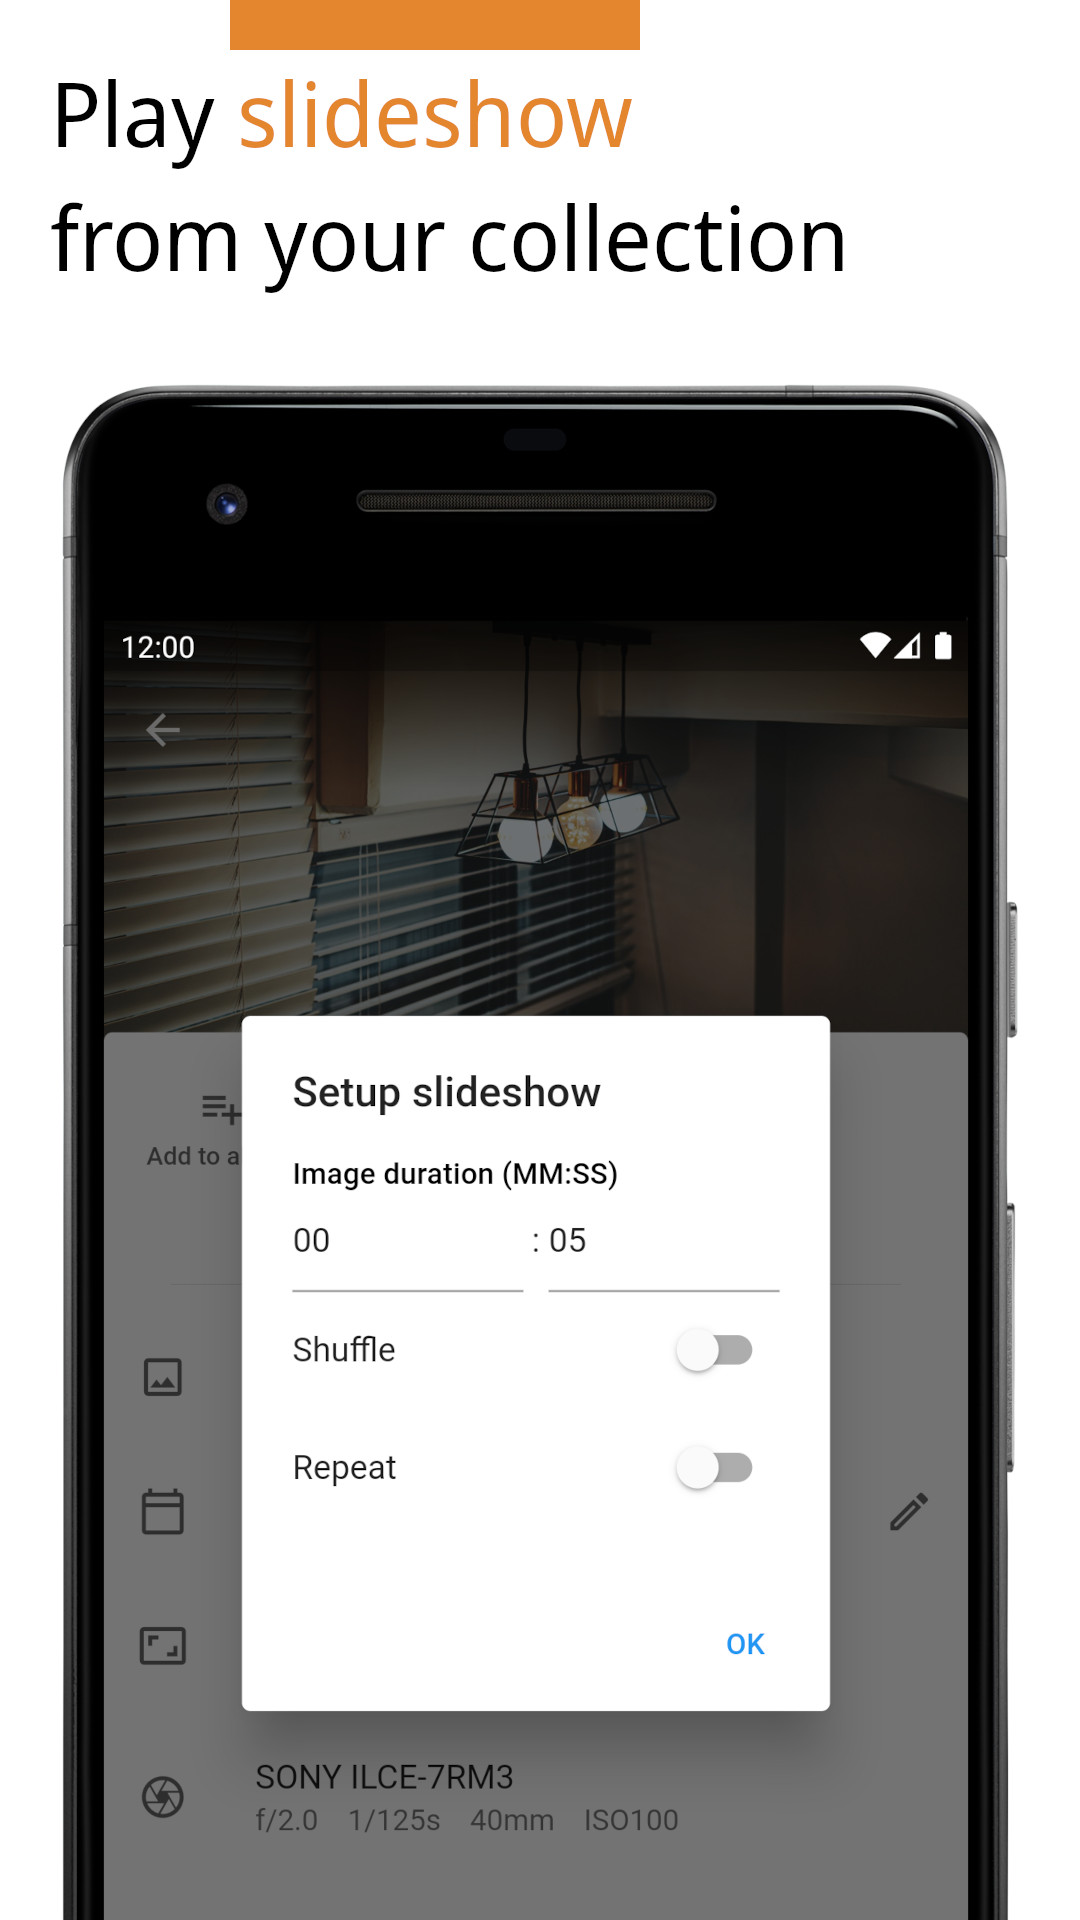 Play slideshow
from your collection
12:00
Setup slideshow
Add to a
Image duration (MM:SS)
00 : 05
Shuffle
Repeat
OK
SONY ILCE-7RM3
f/2.0 1/125s 40mm ISO100